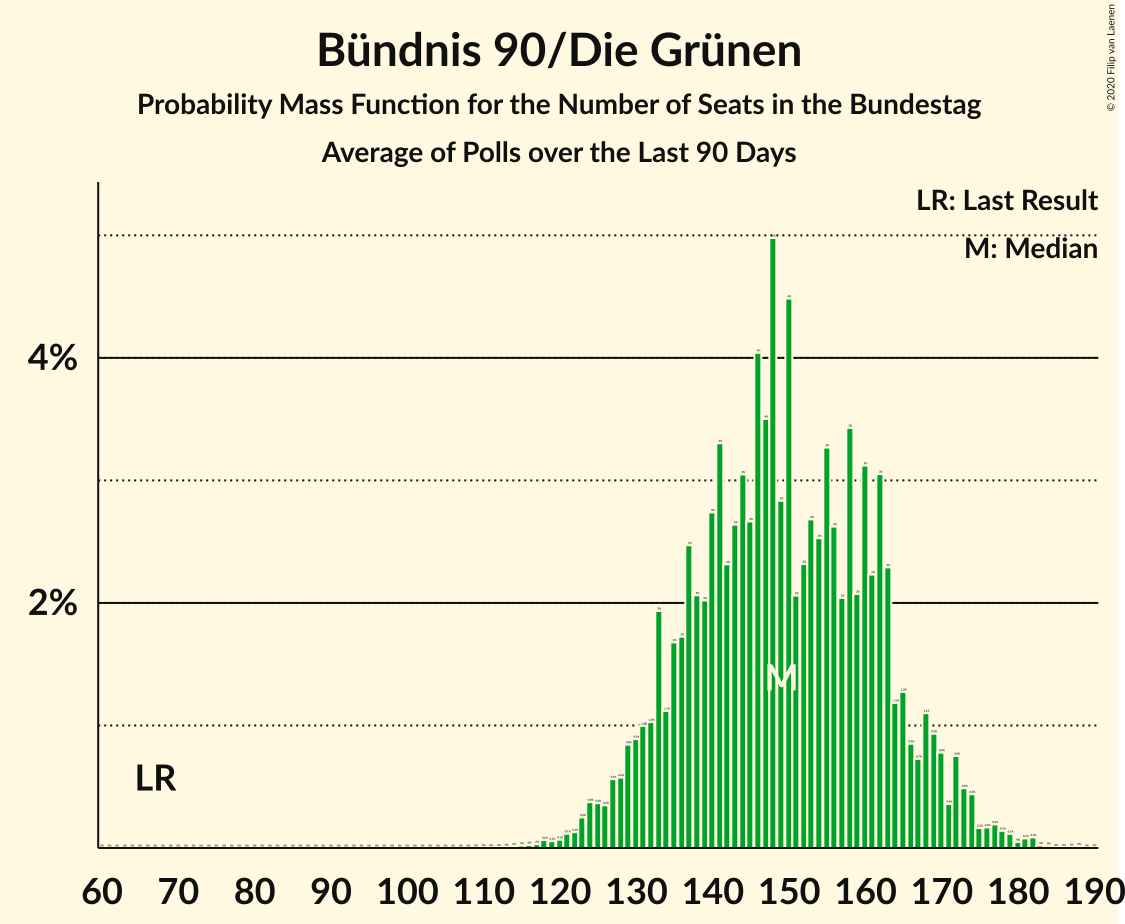 Bündnis 90/Die Grünen
Probability Mass Function for the Number of Seats in the Bundestag
Average of Polls over the Last 90 Days
© 2020 Filip van Laenen
LR: Last Result
M: Median
4%
2%
M
LR
60 70 80 90 100 110 120 130 140 150 160 170 180 190